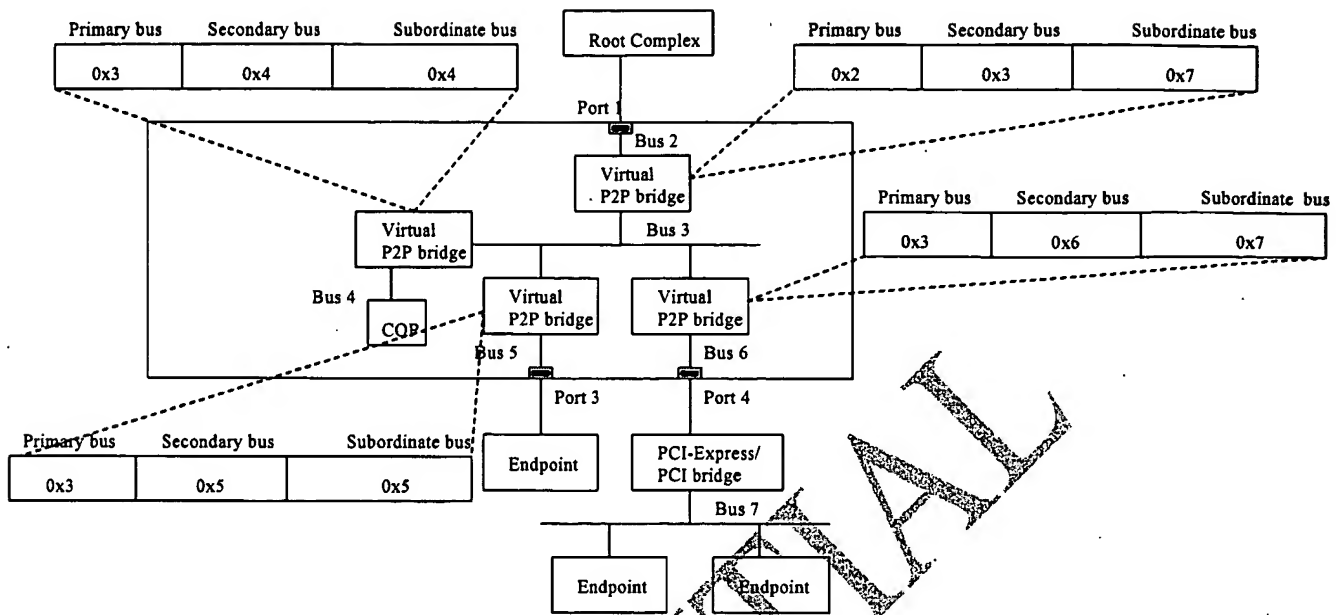 Primary bus Secondary bus Subordinate bus
0x3 0x4 0x4
Root Complex
Primary bus Secondary bus Subordinate bus
0x2 0x3 0x7
Port 1
Bus 2
Virtual
P2P bridge
Primary bus Secondary bus Subordinate bus
0x3 0x6 0x7
Virtual
P2P bridge
Bus 3
Bus 4
Virtual
P2P bridge
Virtual
P2P bridge
Bus 5
Bus 6
Port 3
Port 4
Primary bus Secondary bus Subordinate bus
0x3 0x5 0x5
Endpoint
PCI-Express/
PCI bridge
Bus 7
Endpoint
Endpoint
TIAL